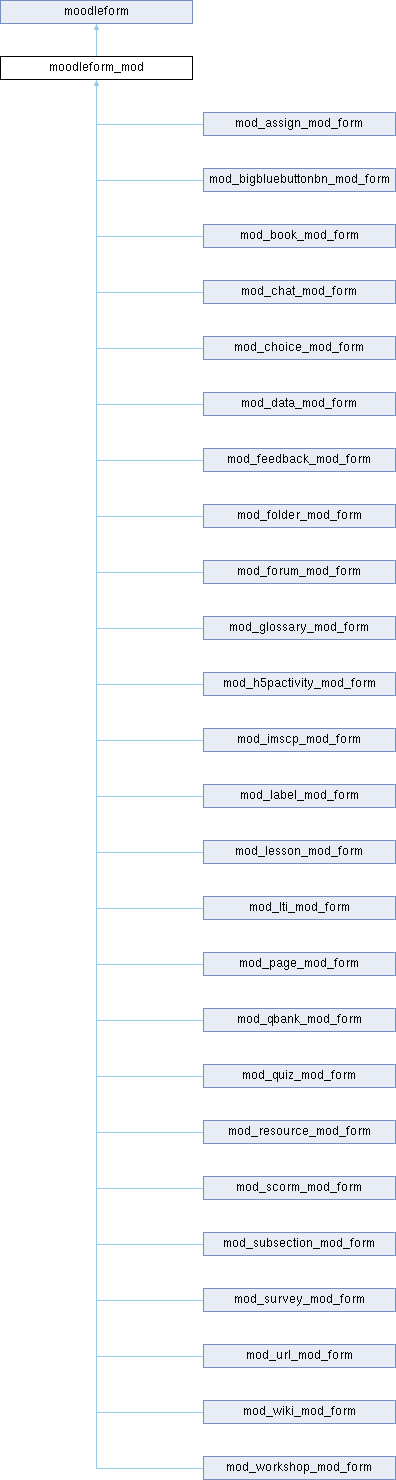 moodleform
moodleform_mod
mod_assign_mod_form
mod_bigbluebuttonbn_mod_form
mod_book_mod_form
mod_chat_mod_form
mod_choice_mod_form
mod_data_mod_form
mod_feedback_mod_form
mod_folder_mod_form
mod_forum_mod_form
mod_glossary_mod_form
mod_h5pactivity_mod_form
mod_imscp_mod_form
mod_label_mod_form
mod_lesson_mod_form
mod_lti_mod_form
mod_page_mod_form
mod_qbank_mod_form
mod_quiz_mod_form
mod_resource_mod_form
mod_scorm_mod_form
mod_subsection_mod_form
mod_survey_mod_form
mod_url_mod_form
mod_wiki_mod_form
mod_workshop_mod_form